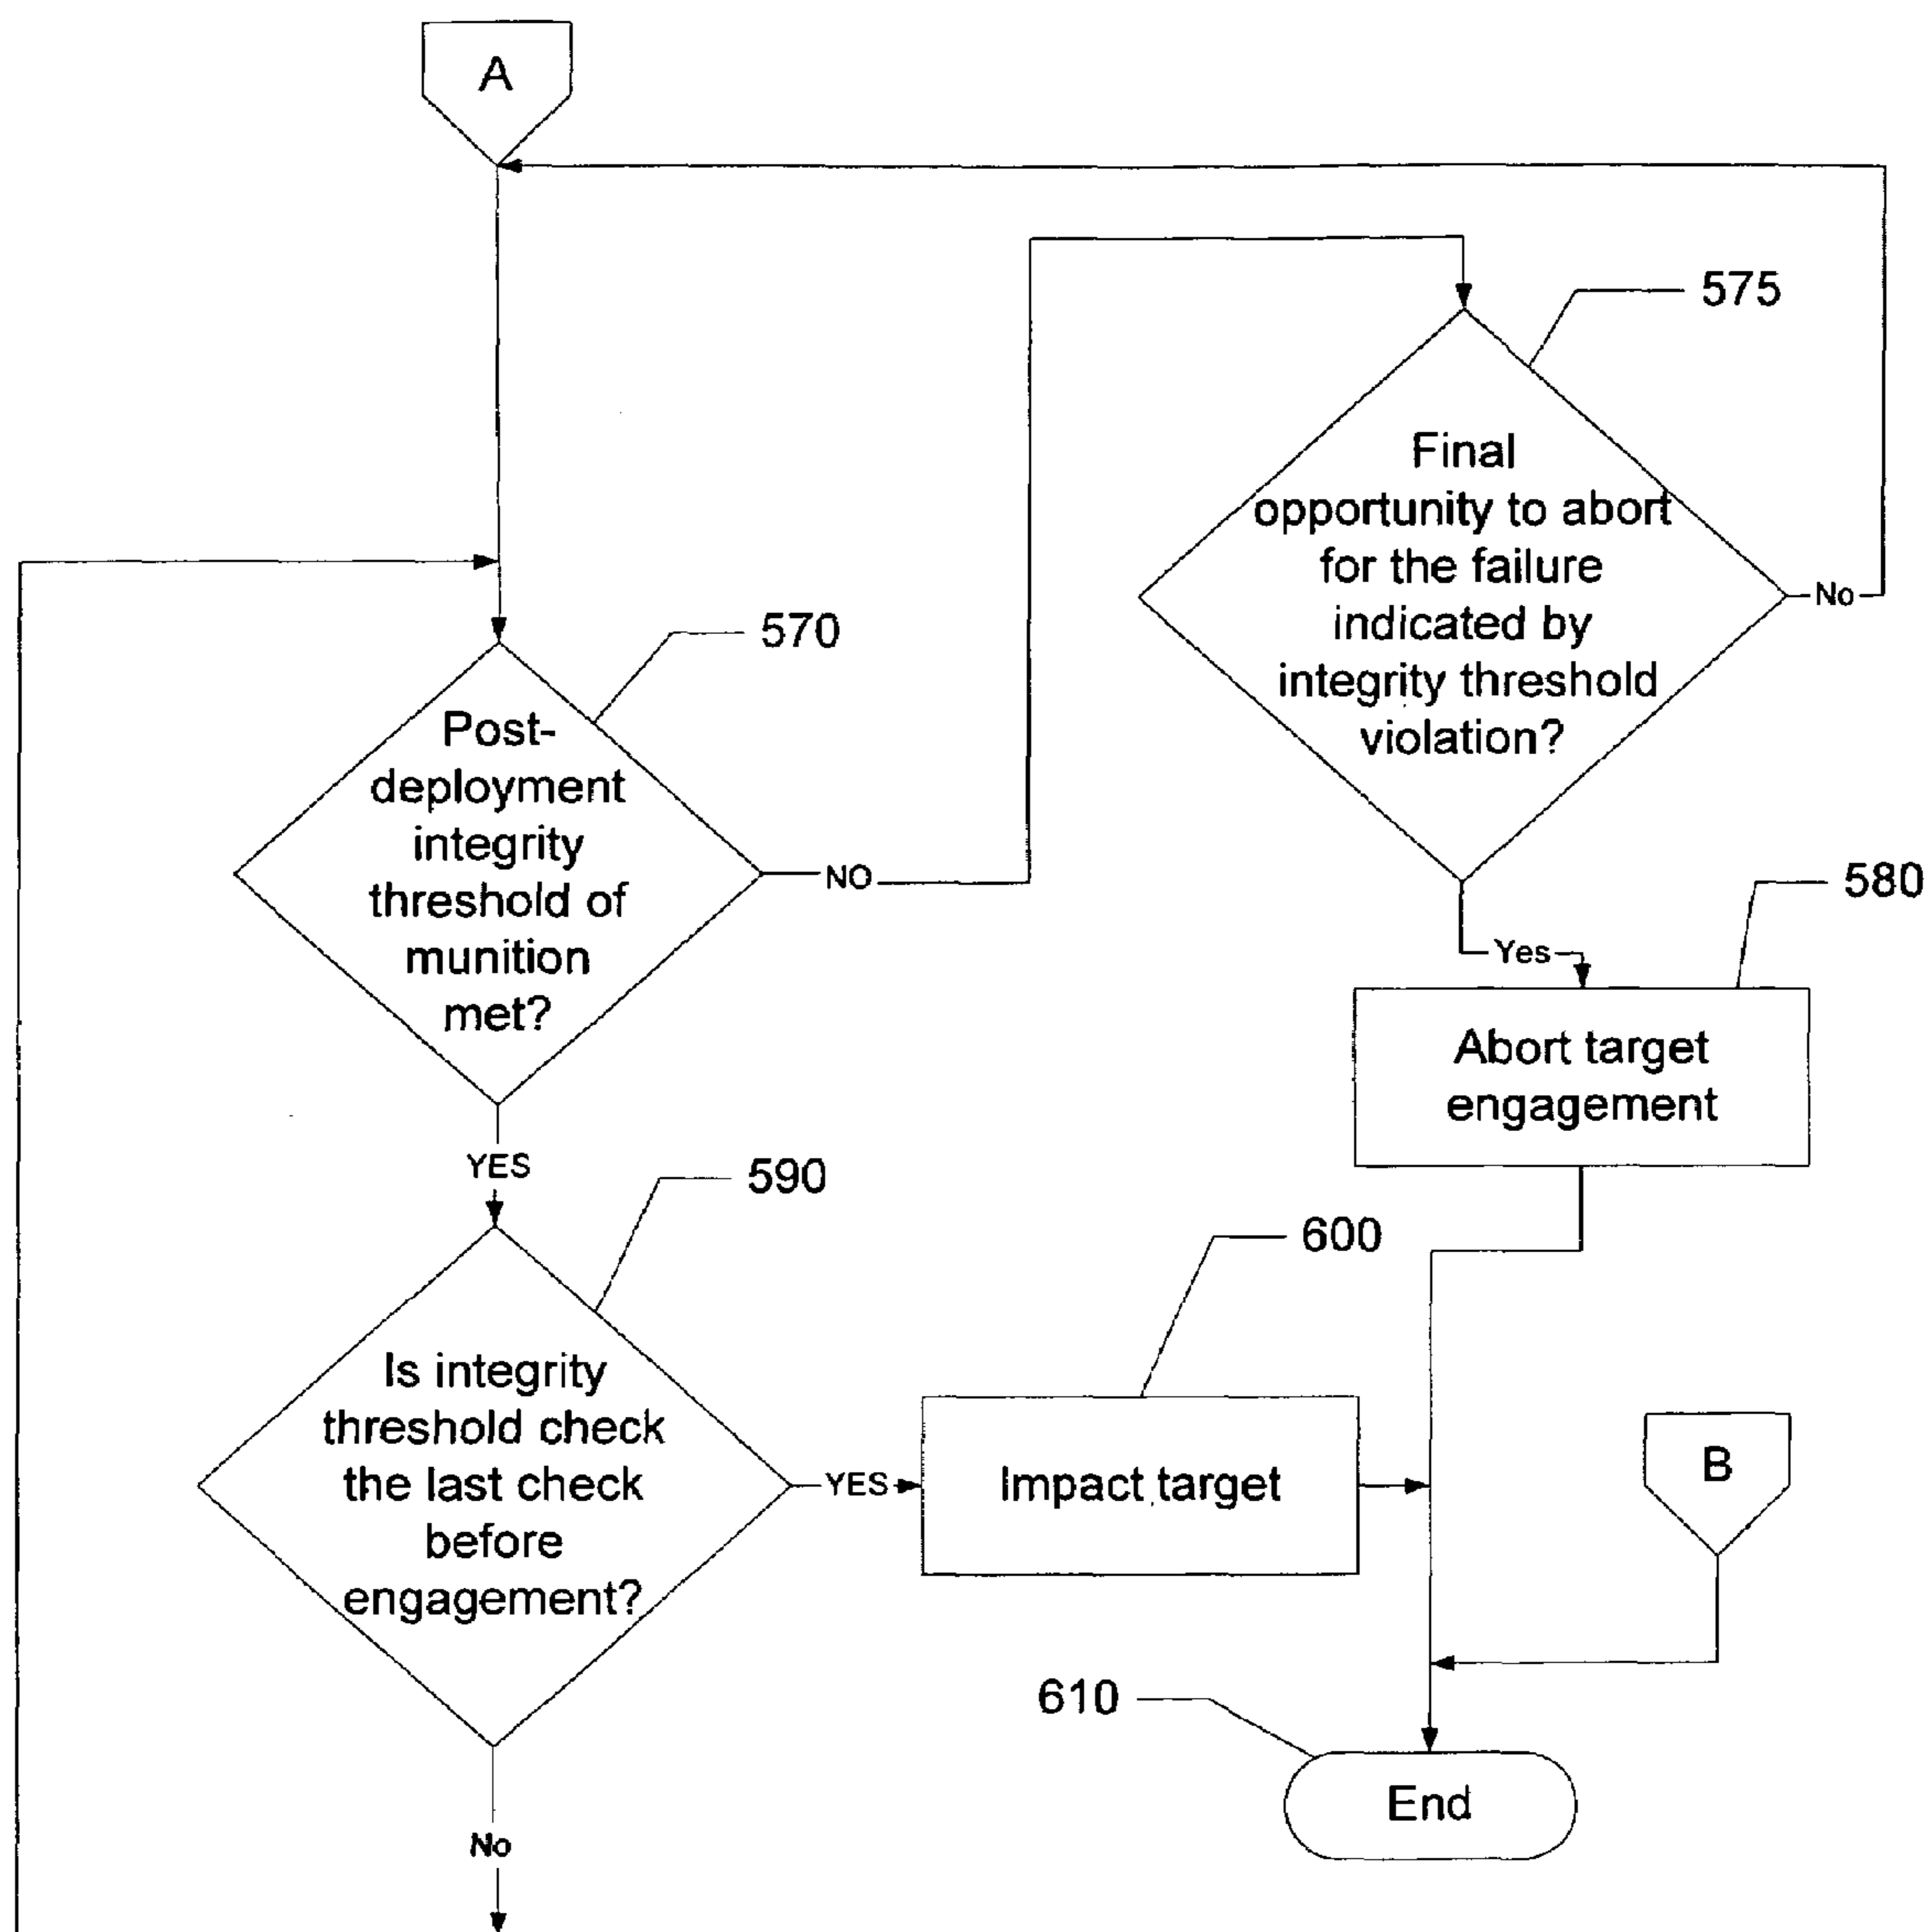 A
575
Final
opportunity to abort
for the failure
indicated by
integrity threshold
violation?
No
570
Post-
deployment
integrity
threshold of
munition
met?
NO
Yes
580
Abort target
engagement
YES
590
Is integrity
threshold check
the last check
before
engagement?
YES
600
Impact target
B
610
End
No